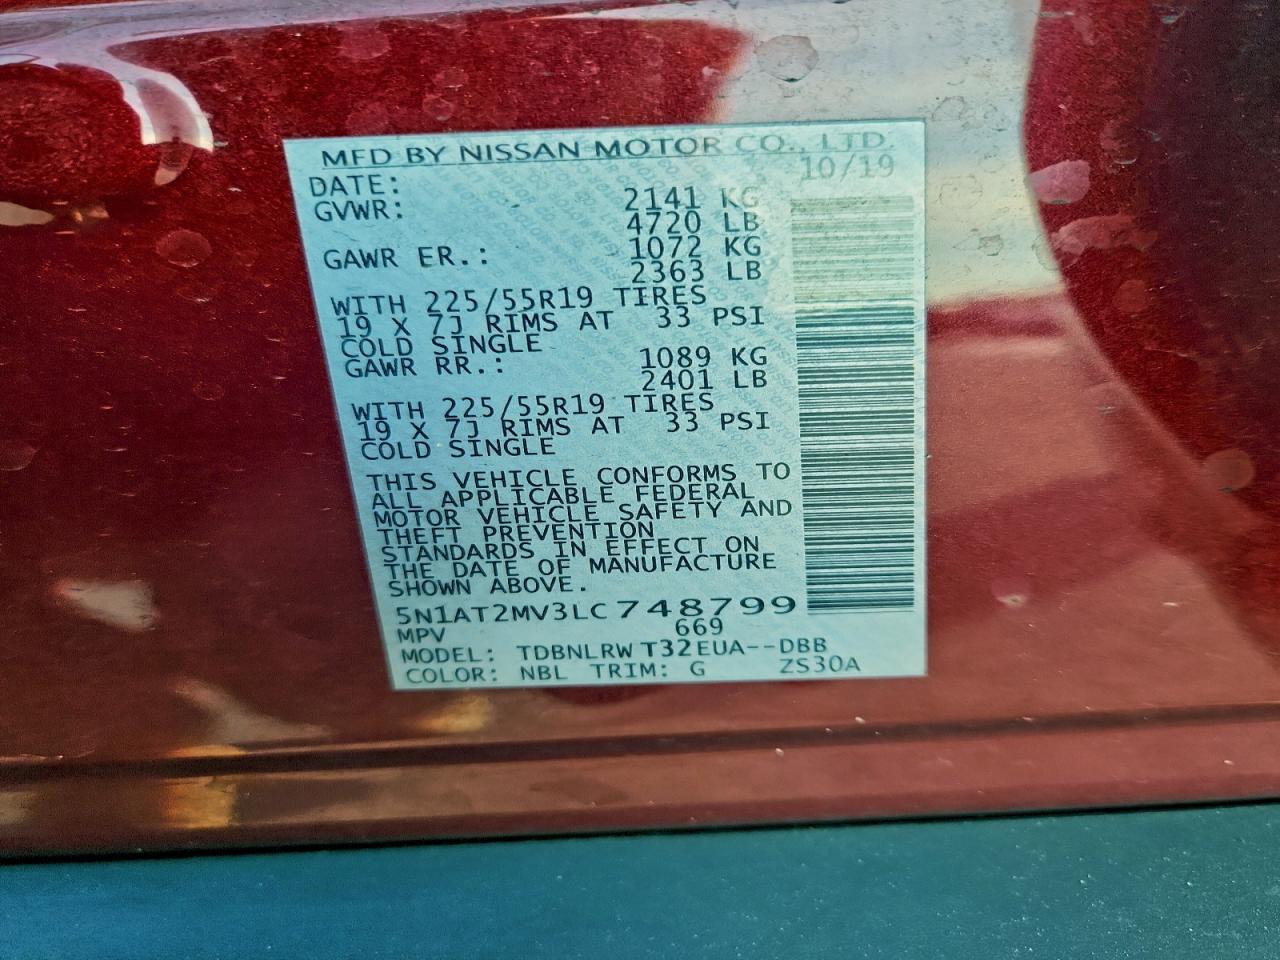 MFD BY NISSAN MOTOR CO., LTD.
DATE: 10/19
GVWR: 2141 KG
4720 LB
GAWR ER.: 1072 KG
2363 LB
WITH 225/55R19 TIRES
19 X 7J RIMS AT 33 PSI
COLD SINGLE
GAWR RR.: 1089 KG
2401 LB
WITH 225/55R19 TIRES
19 X 7J RIMS AT 33 PSI
COLD SINGLE
THIS VEHICLE CONFORMS TO
ALL APPLICABLE FEDERAL
MOTOR VEHICLE SAFETY AND
THEFT PREVENTION
STANDARDS IN EFFECT ON
THE DATE OF MANUFACTURE
SHOWN ABOVE.
5N1AT2MV3LC748799
MPV 669
MODEL: TDBNLRWT32EUA--DBB
COLOR: NBL TRIM: G ZS30A